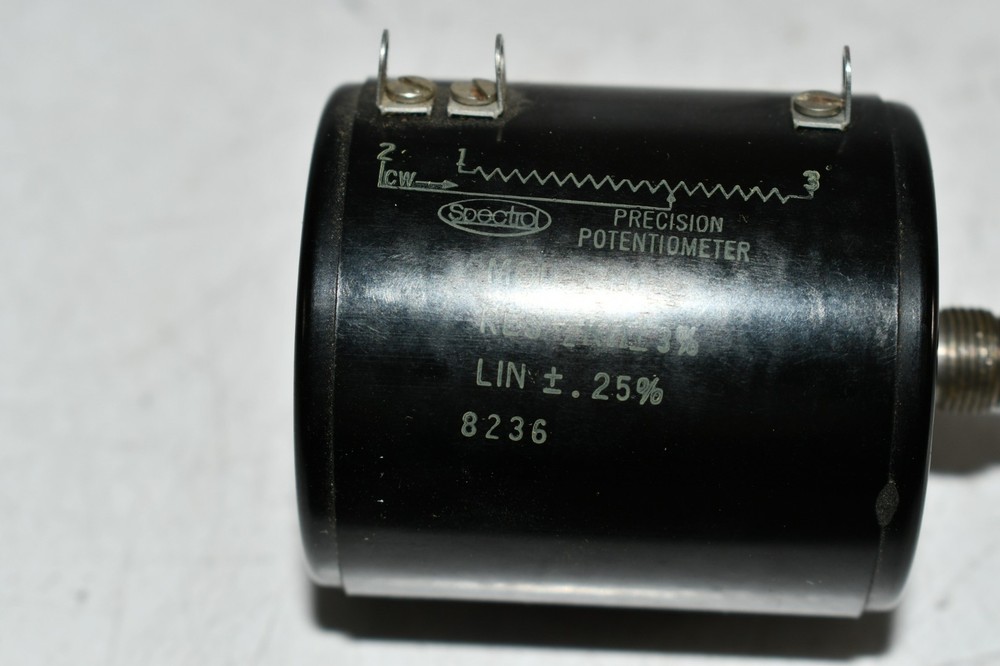 2 1 3
CW
Spectrol
PRECISION
POTENTIOMETER
LIN ±.25%
8236